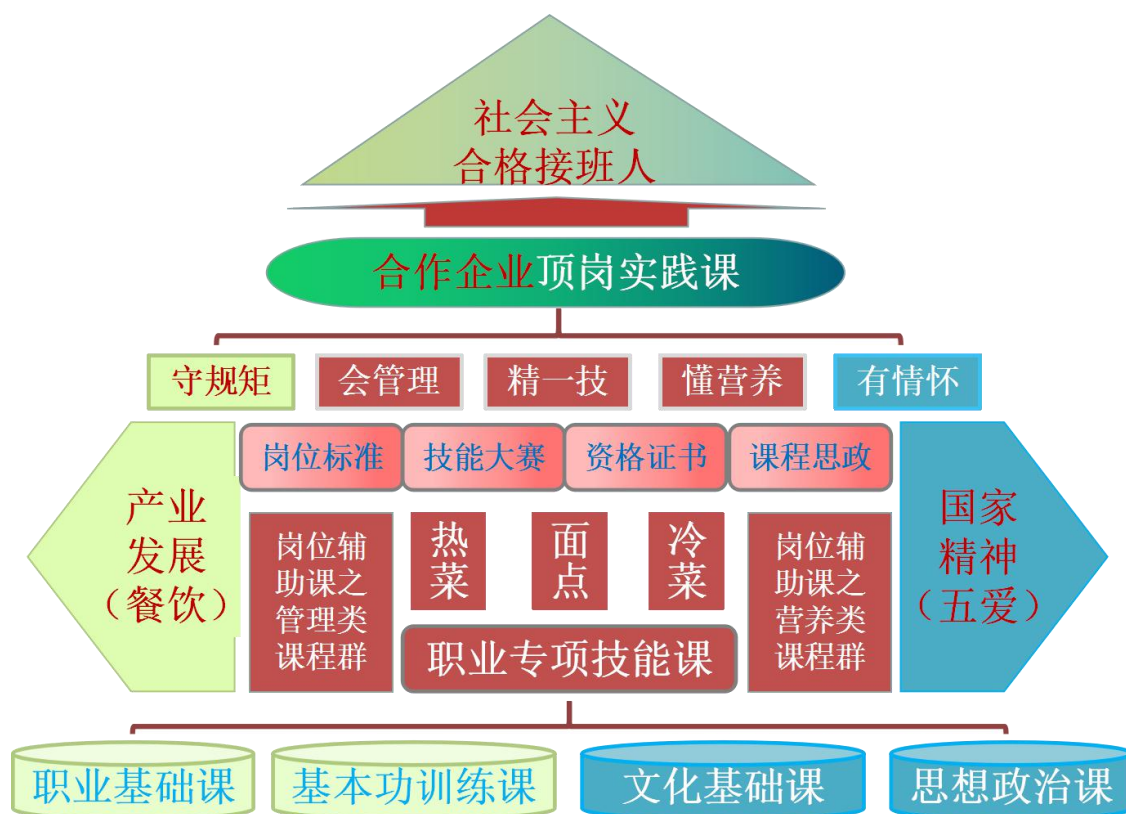 社会主义
合格接班人
合作企业顶岗实践课
守规矩
会管理
精一技
懂营养
有情怀
岗位标准
技能大赛
资格证书
课程思政
产业
发展
（餐饮）
岗位辅
助课之
管理类
课程群
热
菜
面
点
冷
菜
岗位辅
助课之
营养类
课程群
国家
精神
（五爱）
职业专项技能课
职业基础课
基本功训练课
文化基础课
思想政治课